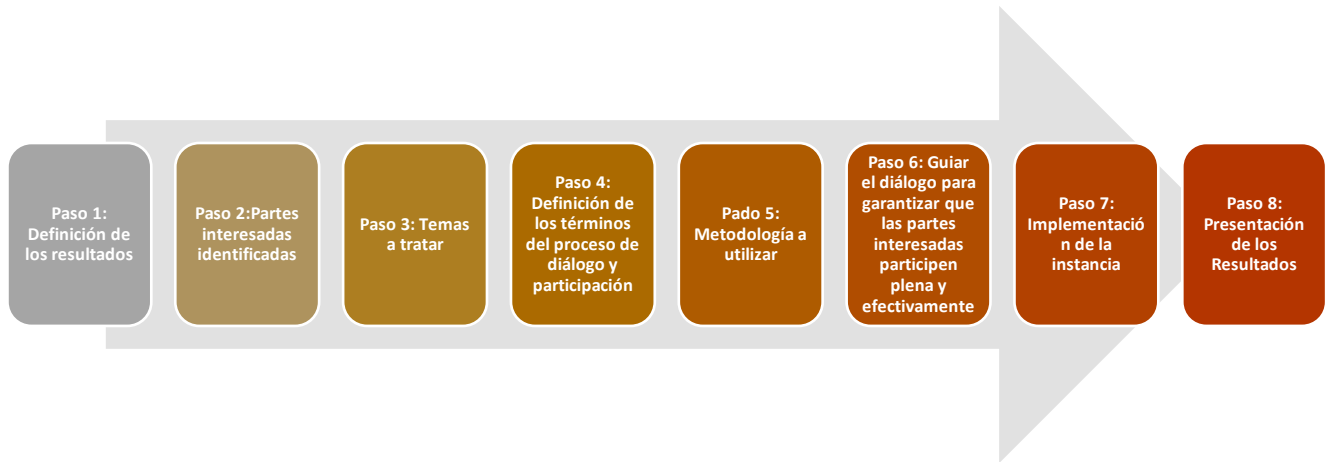 Paso 1:
Definición de
los resultados
Paso 2:Partes
interesadas
identificadas
Paso 3: Temas
a tratar
Paso 4:
Definición de
los términos
del proceso de
diálogo y
participación
Pado 5:
Metodología a
utilizar
Paso 6: Guiar
el diálogo para
garantizar que
las partes
interesadas
participen
plena y
efectivamente
Paso 7:
Implementació
n de la
instancia
Paso 8:
Presentación
de los
Resultados